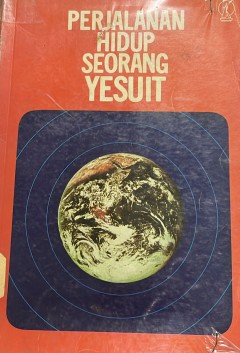 PERJALANAN
HIDUP
SEORANG
YESUIT